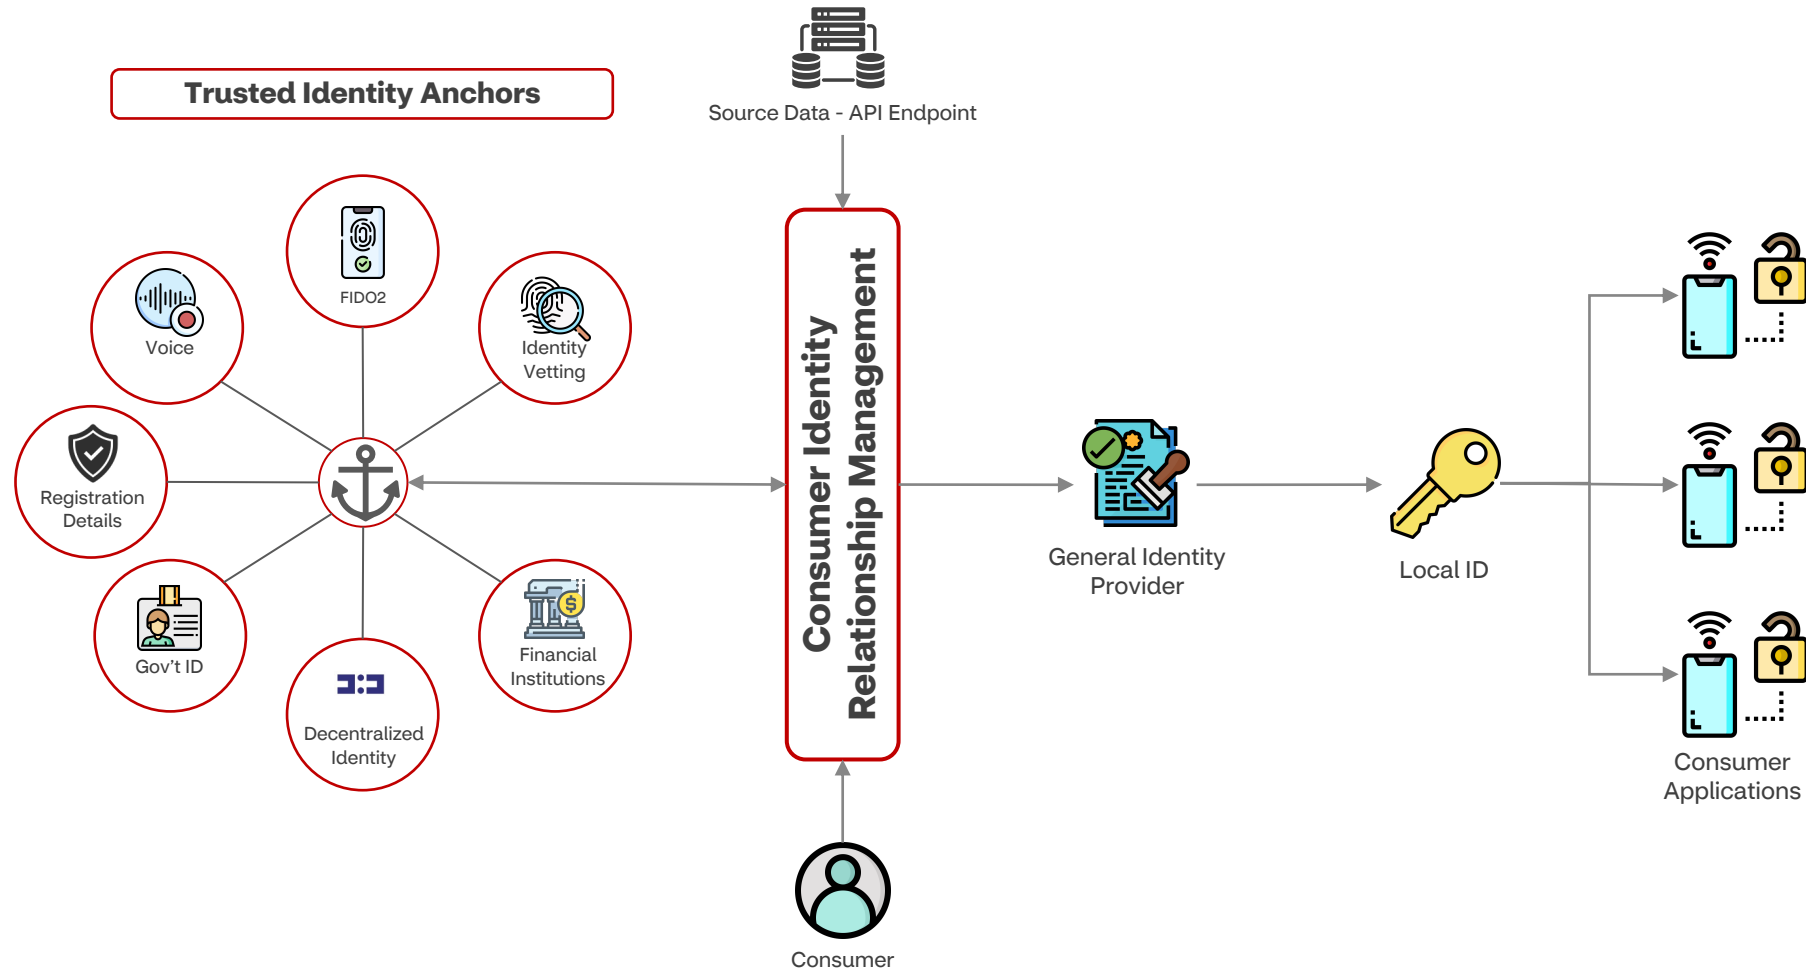 Trusted Identity Anchors
Source Data - API Endpoint
FIDO2
Voice
Identity
Vetting
Registration
Details
Gov't ID
Decentralized
Identity
Financial
Institutions
Consumer Identity
Relationship Management
General Identity
Provider
Local ID
Consumer
Applications
Consumer